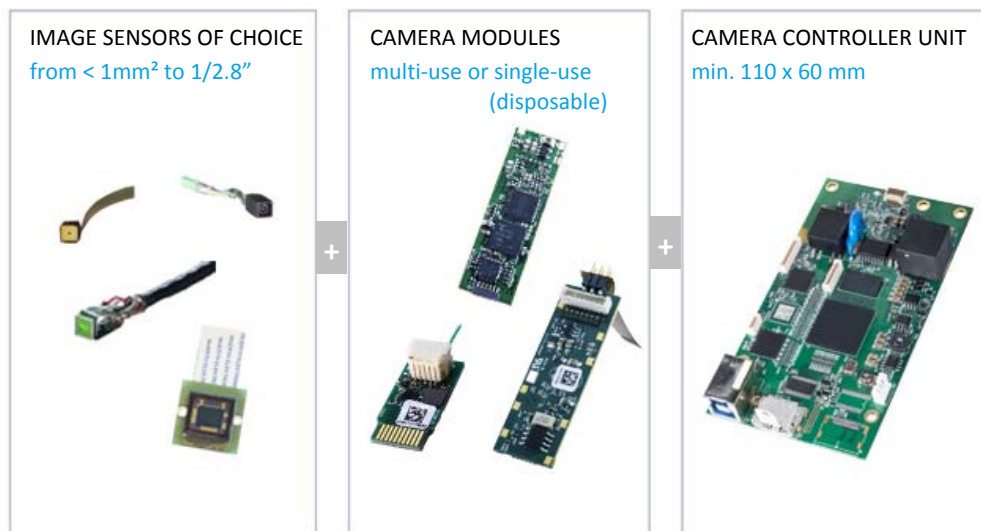 IMAGE SENSORS OF CHOICE
from < 1mm² to 1/2.8”
CAMERA MODULES
multi-use or single-use
(disposable)
CAMERA CONTROLLER UNIT
min. 110 x 60 mm
+
+